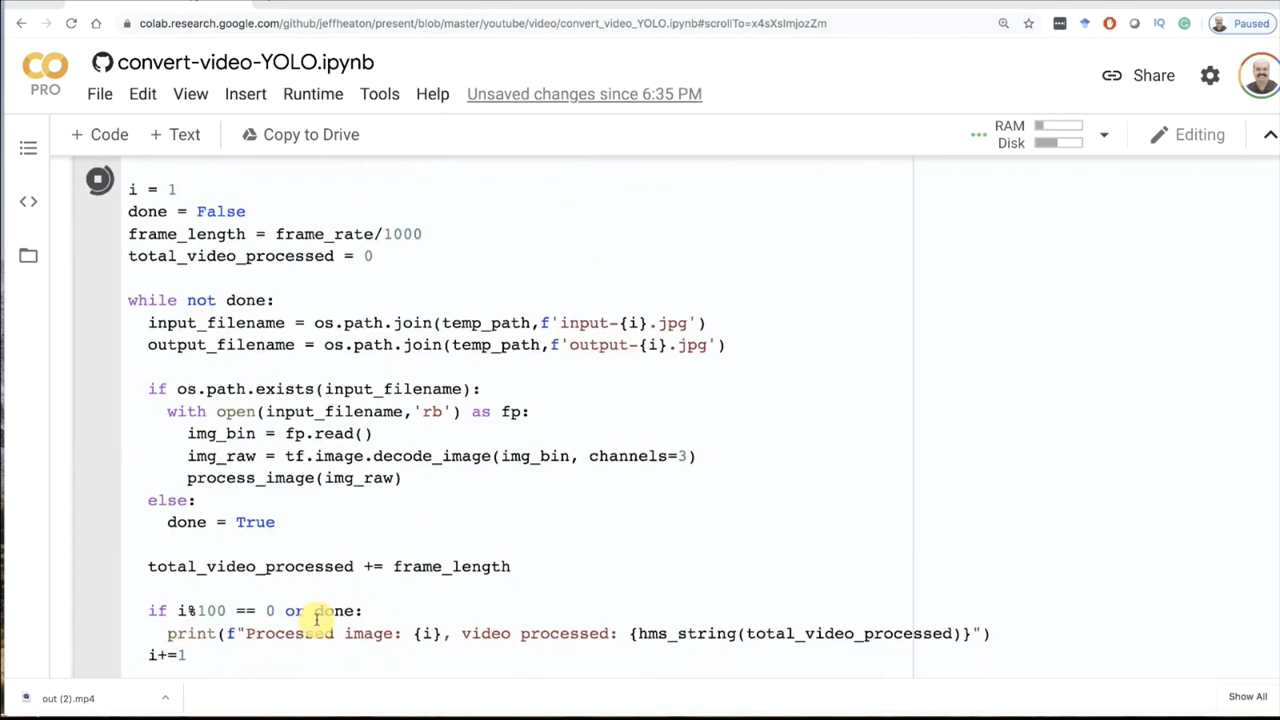 colab.research.google.com/github/jeffheaton/present/blob/master/youtube/video/convert_video_YOLO.ipynb#scrollTo=x4sXsImjozZm
IQ
Paused
PRO
convert-video-YOLO.ipynb
Share
File Edit View Insert Runtime Tools Help Unsaved changes since 6:35 PM
+ Code + Text Copy to Drive
RAM
Disk
Editing
i = 1
done = False
frame_length = frame_rate/1000
total_video_processed = 0
while not done:
input_filename = os.path.join(temp_path,f'input-{i}.jpg')
output_filename = os.path.join(temp_path,f'output-{i}.jpg')
if os.path.exists(input_filename):
with open(input_filename,'rb') as fp:
img_bin = fp.read()
img_raw = tf.image.decode_image(img_bin, channels=3)
process_image(img_raw)
else:
done = True
total_video_processed += frame_length
if i%100 == 0 or done:
print(f"Processed image: {i}, video processed: {hms_string(total_video_processed)}")
i+=1
out (2).mp4
Show All